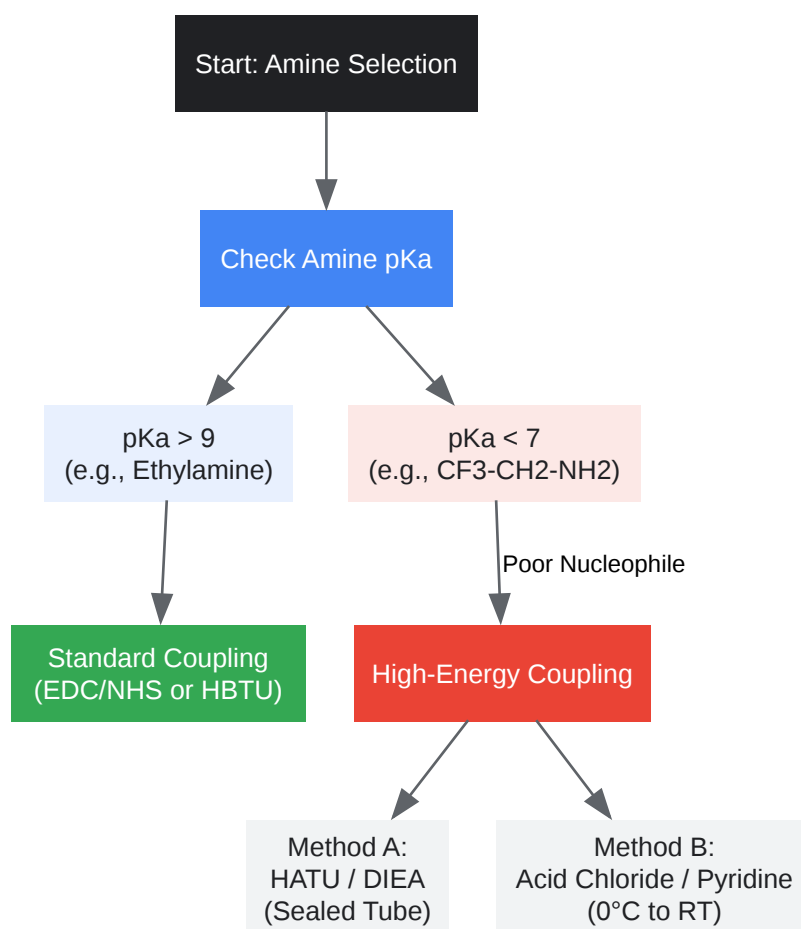 Start: Amine Selection
Check Amine pKa
pKa > 9
(e.g., Ethylamine)
pKa < 7
(e.g., CF3-CH2-NH2)
Poor Nucleophile
Standard Coupling
(EDC/NHS or HBTU)
High-Energy Coupling
Method A:
HATU / DIEA
(Sealed Tube)
Method B:
Acid Chloride / Pyridine
(0°C to RT)